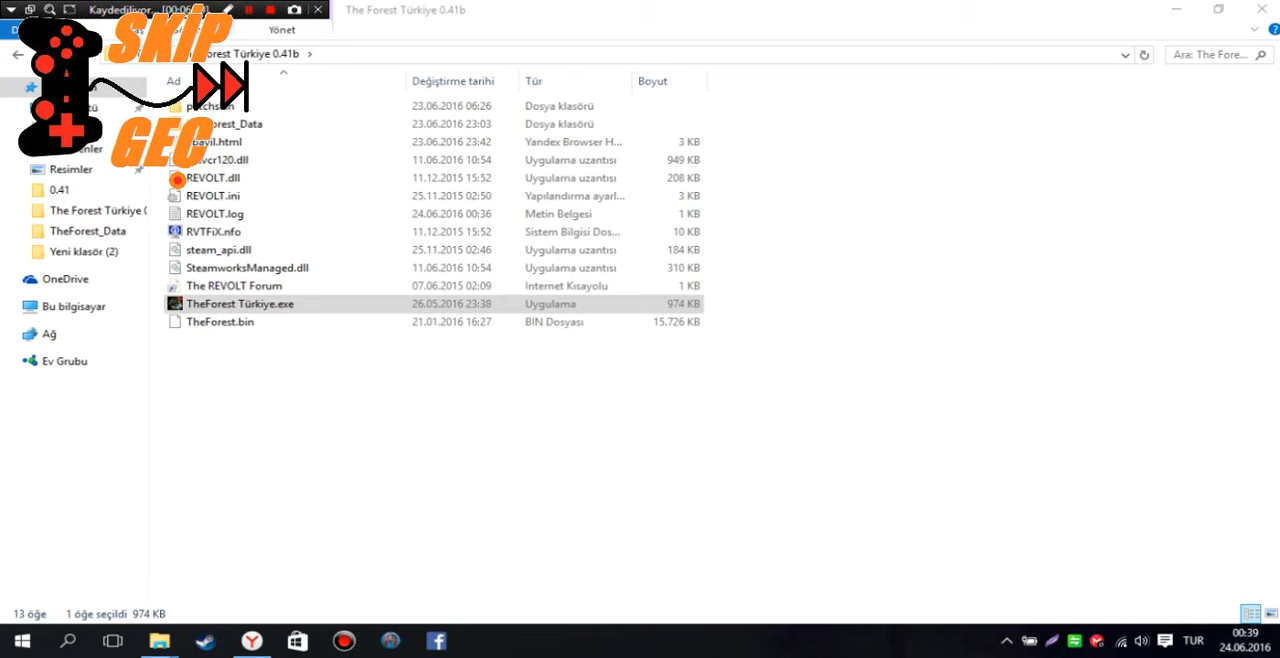 Kaydediliyor... [00:06
The Forest Türkiye 0.41b
SKİP
GEÇ
Yönet
orest Türkiye 0.41b
Ara: The Fore...
Ad Değiştirme tarihi Tür Boyut
23.06.2016 06:26 Dosya klasörü
orest_Data 23.06.2016 23:03 Dosya klasörü
bayil.html 23.06.2016 23:42 Yandex Browser H... 3 KB
vcr120.dll 11.06.2016 10:54 Uygulama uzantısı 949 KB
REVOLT.dll 11.12.2015 15:52 Uygulama uzantısı 208 KB
REVOLT.ini 25.11.2015 02:50 Yapılandırma ayarl... 3 KB
REVOLT.log 24.06.2016 00:36 Metin Belgesi 1 KB
RVTFiX.nfo 11.12.2015 15:52 Sistem Bilgisi Dos... 10 KB
steam_api.dll 25.11.2015 02:46 Uygulama uzantısı 184 KB
SteamworksManaged.dll 11.06.2016 10:54 Uygulama uzantısı 310 KB
The REVOLT Forum 07.06.2015 02:09 Internet Kısayolu 1 KB
TheForest Türkiye.exe 26.05.2016 23:38 Uygulama 974 KB
TheForest.bin 21.01.2016 16:27 BIN Dosyası 15.726 KB
Resimler
0.41
The Forest Türkiye (
TheForest_Data
Yeni klasör (2)
OneDrive
Bu bilgisayar
Ağ
Ev Grubu
13 öğe 1 öğe seçildi 974 KB
TUR
00:39
24.06.2016